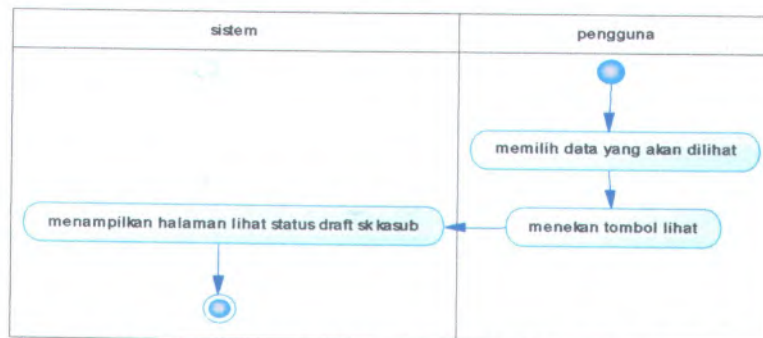 sistem
pengguna
memilih data yang akan dilihat
menekan tombol lihat
menampilkan halaman lihat status draft sk kasub